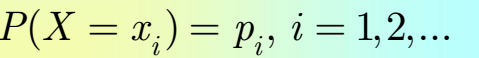 P(X = x_i) = p_i, i = 1,2,...